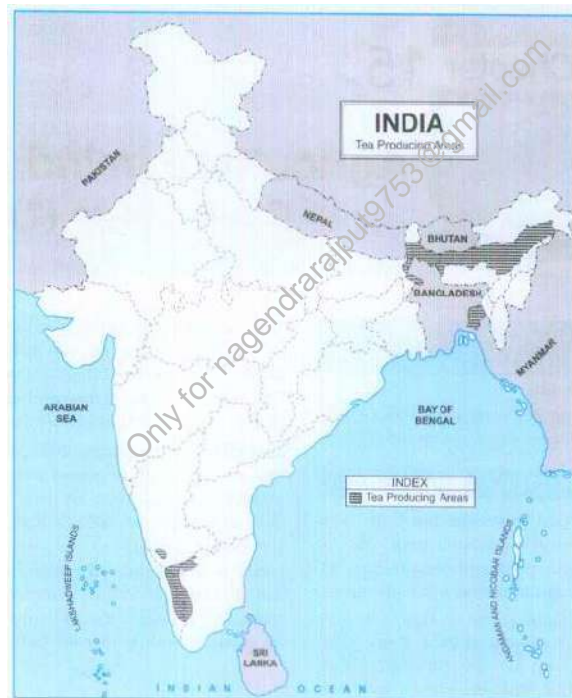 INDIA
Tea Producing Areas
PAKISTAN
NEPAL
BHUTAN
BANGLADESH
MYANMAR
ARABIAN
SEA
BAY OF
BENGAL
INDEX
Tea Producing Areas
LAKSHADWEEP ISLANDS
ANDAMAN AND NICOBAR ISLANDS
SRI
LANKA
INDIAN OCEAN
Only for nagendrarajput9753@gmail.com